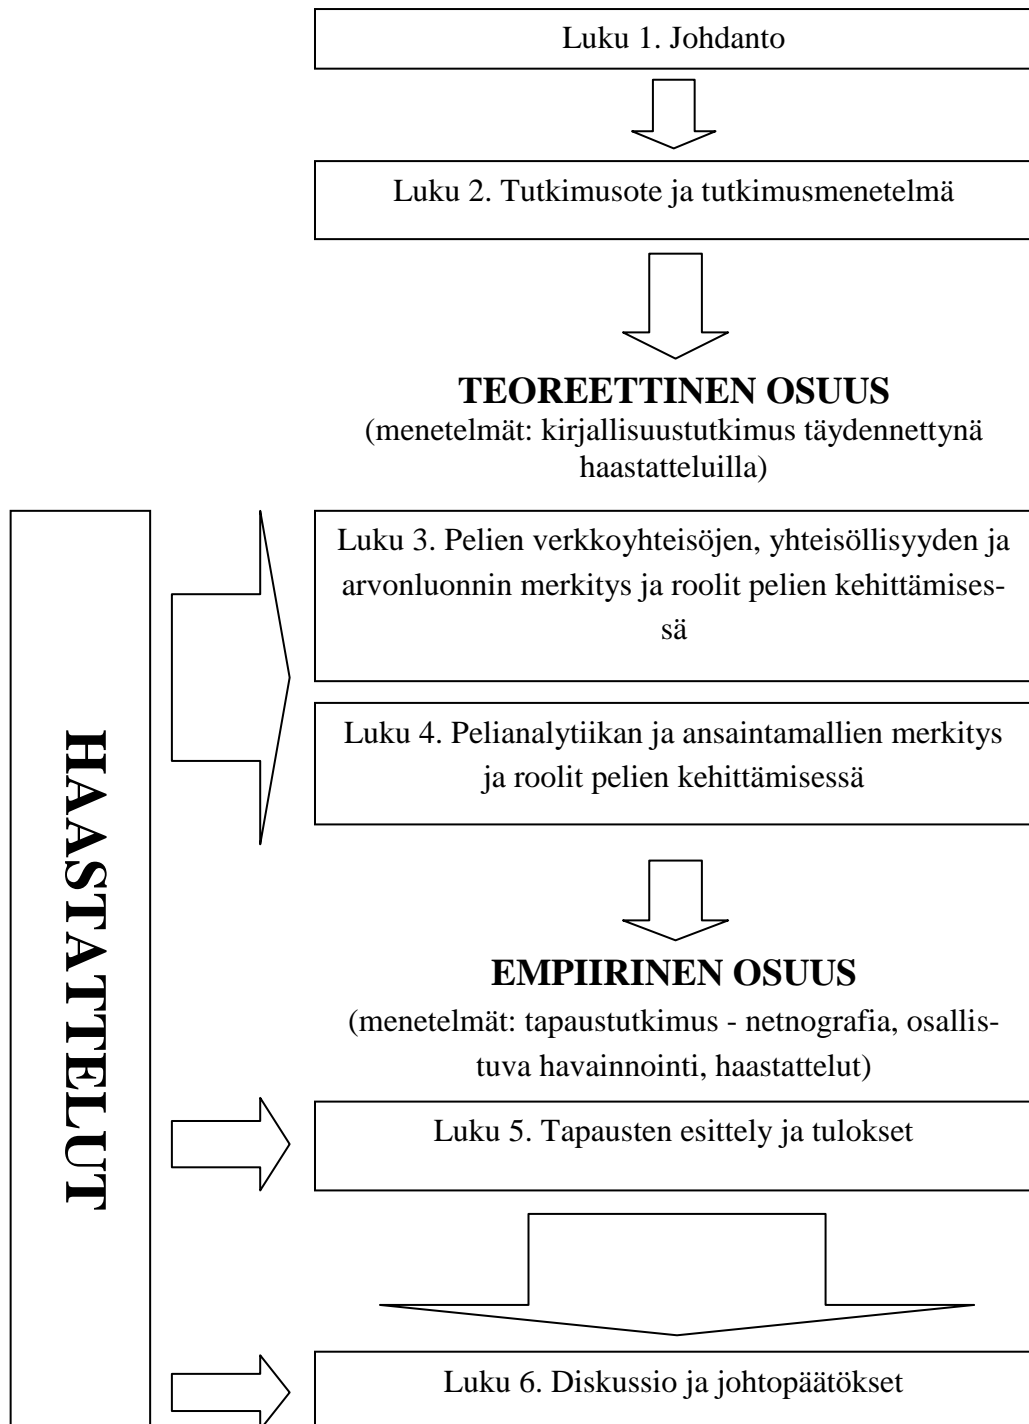 Luku 1. Johdanto
Luku 2. Tutkimusote ja tutkimusmenetelmä
TEOREETTINEN OSUUS
(menetelmät: kirjallisuustutkimus täydennettynä
haastatteluilla)
HAASTATTELUT
Luku 3. Pelien verkkoyhteisöjen, yhteisöllisyyden ja
arvonluonnin merkitys ja roolit pelien kehittämises-
sä
Luku 4. Pelianalytiikan ja ansaintamallien merkitys
ja roolit pelien kehittämisessä
EMPIIRINEN OSUUS
(menetelmät: tapaustutkimus - netnografia, osallis-
tuva havainnointi, haastattelut)
Luku 5. Tapausten esittely ja tulokset
Luku 6. Diskussio ja johtopäätökset